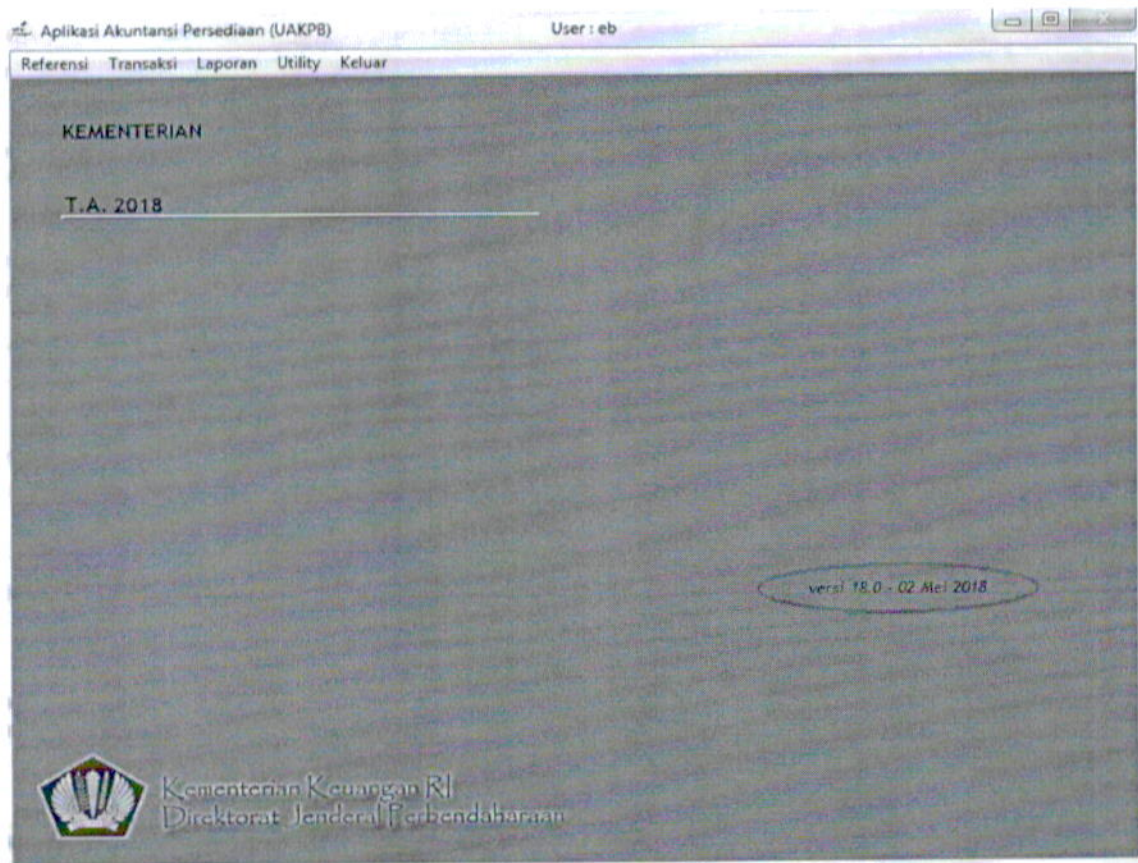 Aplikasi Akuntansi Persediaan (UAKPB) User : eb
Referensi Transaksi Laporan Utility Keluar
KEMENTERIAN
T.A. 2018
versi 18.0 - 02 Mei 2018
Kementerian Keuangan RI
Direktorat Jenderal Perbendaharaan